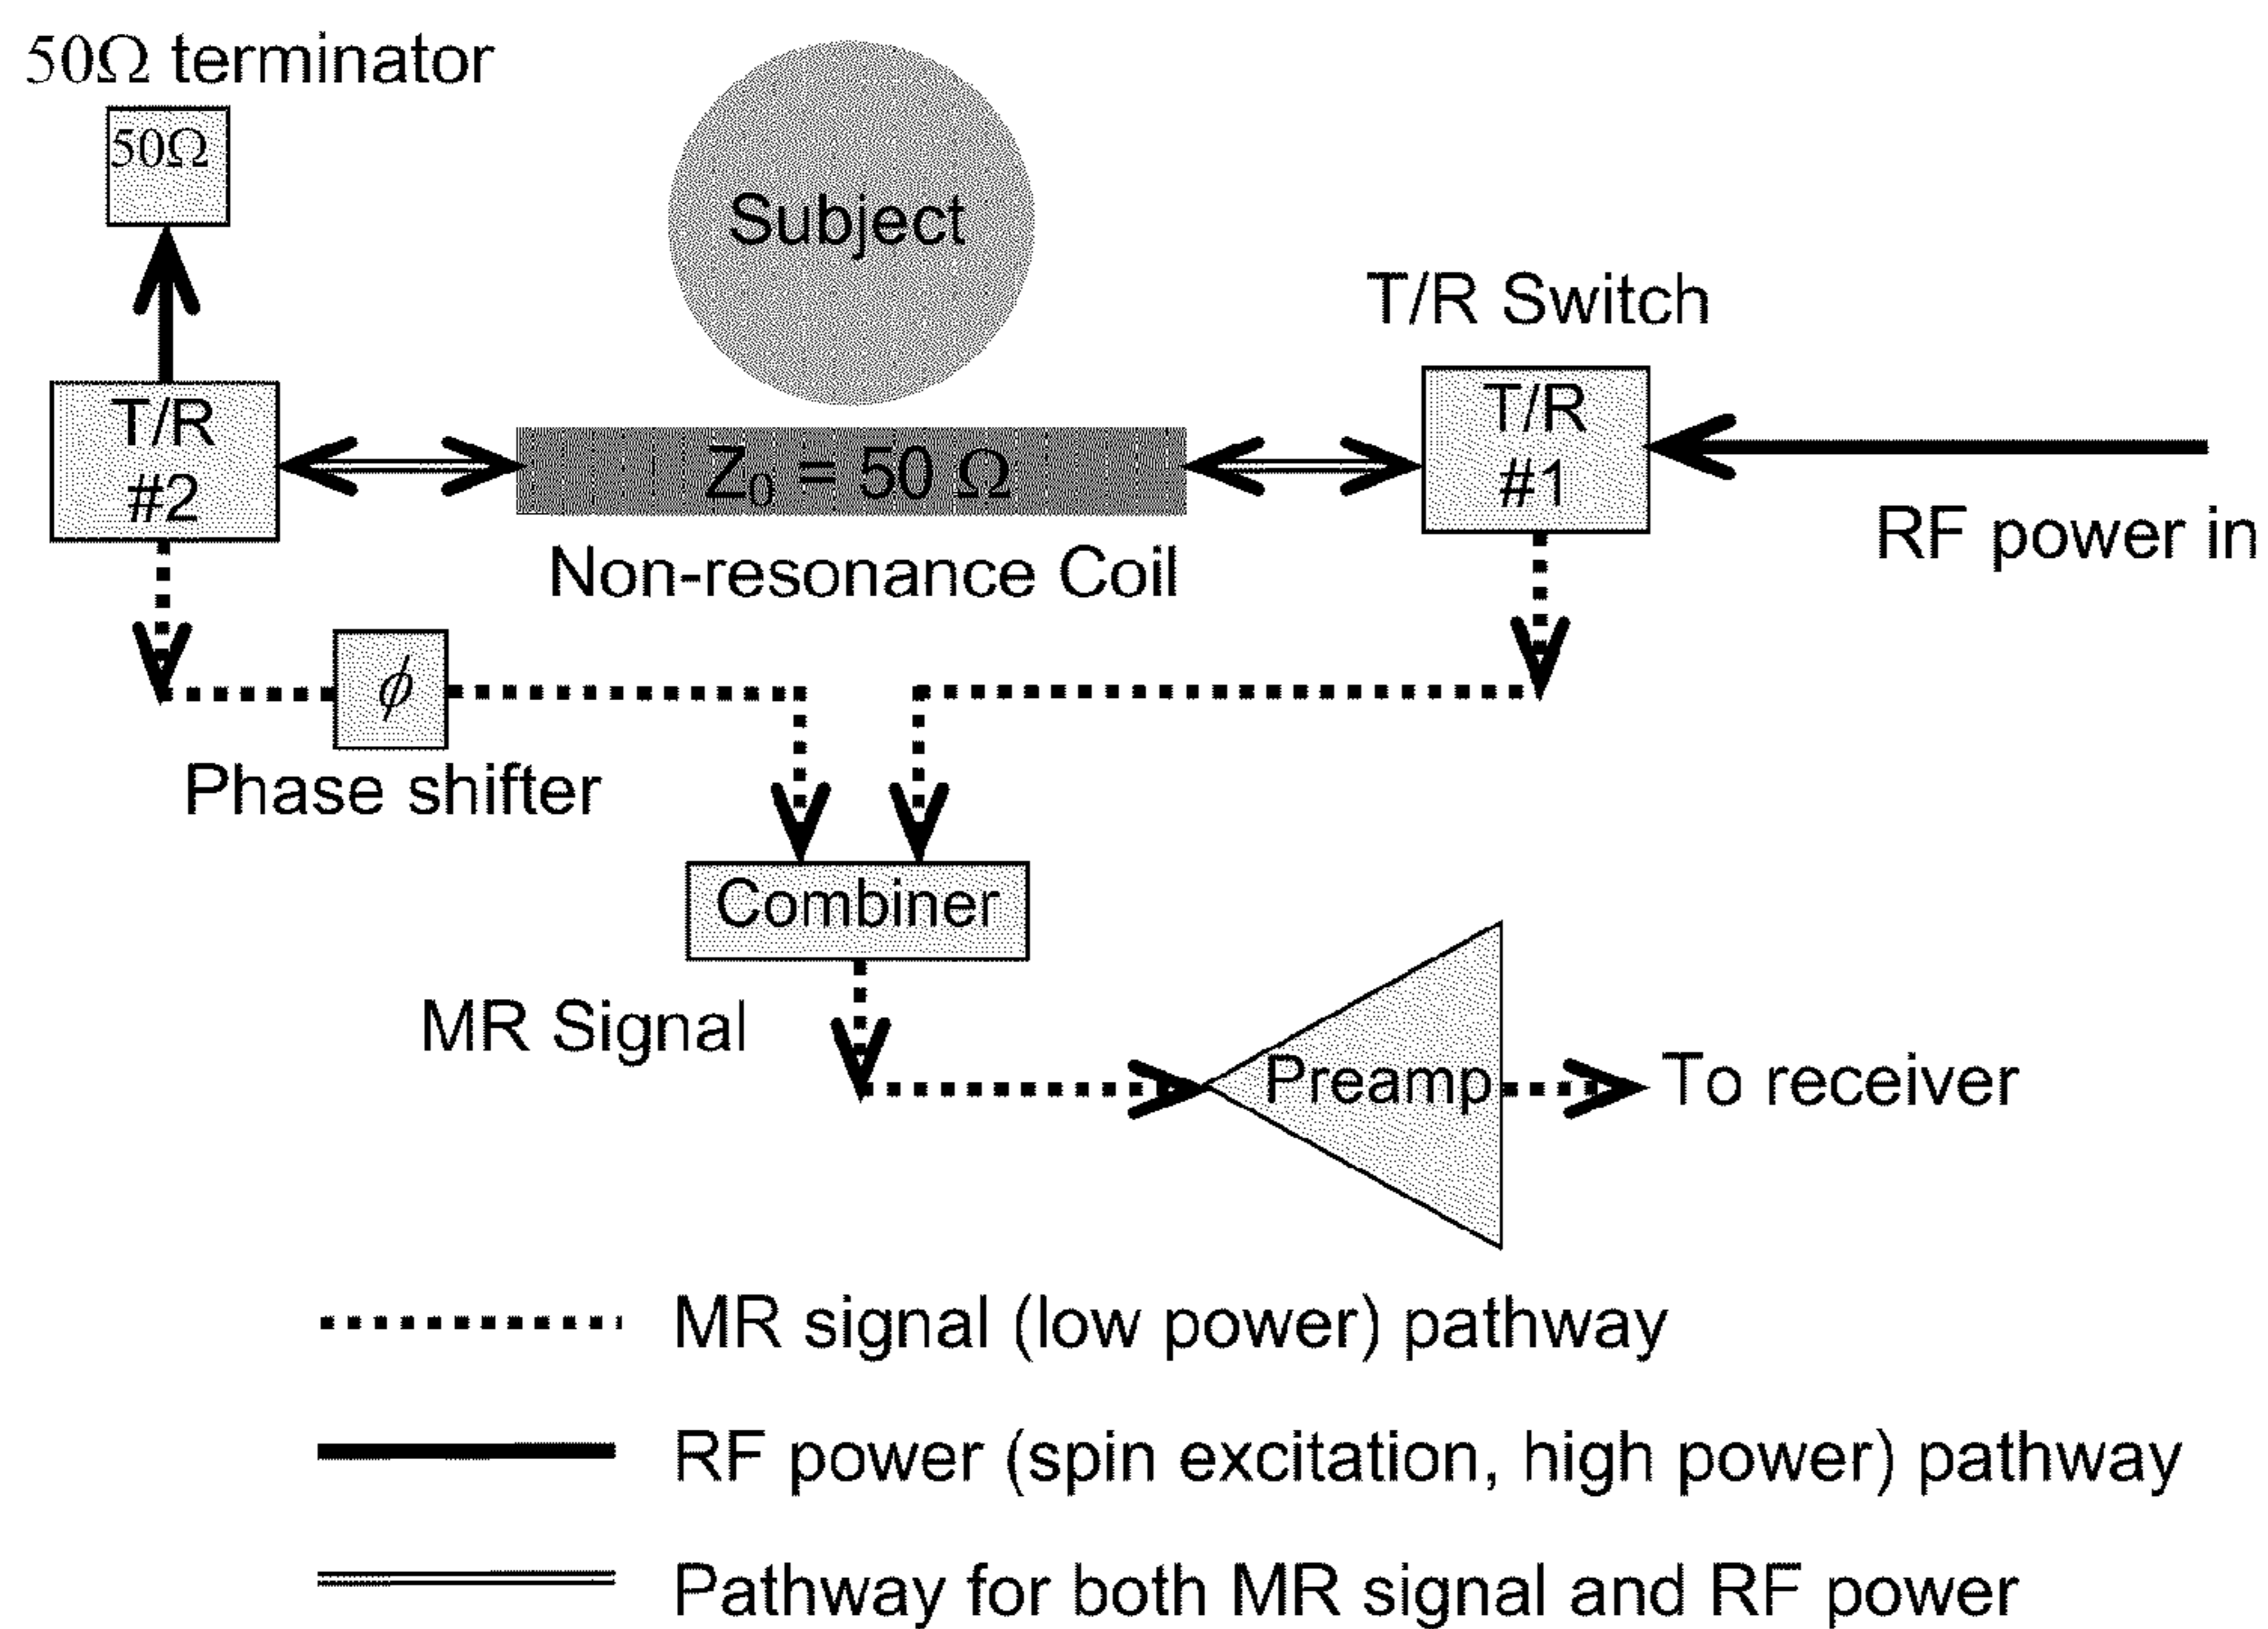 50Ω terminator
50Ω
Subject
T/R Switch
T/R
#2
Z₀ = 50 Ω
T/R
#1
RF power in
Non-resonance Coil
ϕ
Phase shifter
Combiner
MR Signal
Preamp
To receiver
MR signal (low power) pathway
RF power (spin excitation, high power) pathway
Pathway for both MR signal and RF power